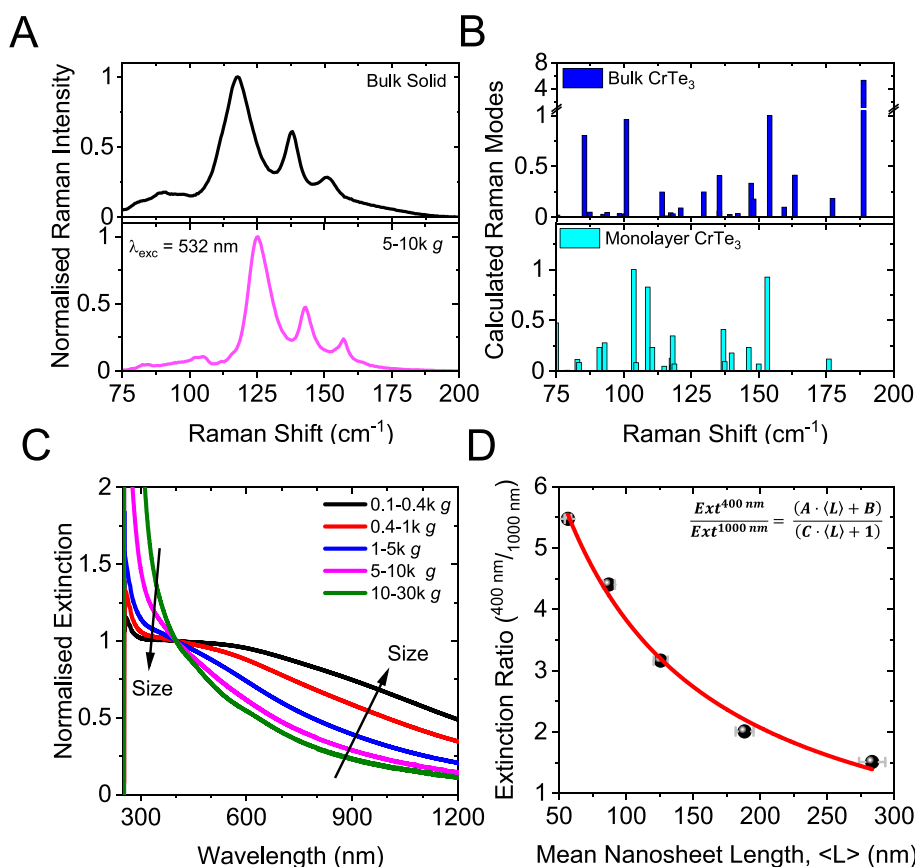 A
Normalised Raman Intensity
1
0.5
0
1
0.5
0
Bulk Solid
λexc = 532 nm
5-10k g
75 100 125 150 175 200
Raman Shift (cm-1)
B
Calculated Raman Modes
8
4
1
0.5
0
1
0.5
0
Bulk CrTe3
Monolayer CrTe3
75 100 125 150 175 200
Raman Shift (cm-1)
C
Normalised Extinction
2
1.5
1
0.5
0
0.1-0.4k g
0.4-1k g
1-5k g
5-10k g
10-30k g
Size
Size
300 600 900 1200
Wavelength (nm)
D
Extinction Ratio (400 nm/1000 nm)
6
5
4
3
2
1
Ext400 nm / Ext1000 nm = (A · ⟨L⟩ + B) / (C · ⟨L⟩ + 1)
50 100 150 200 250 300
Mean Nanosheet Length, <L> (nm)